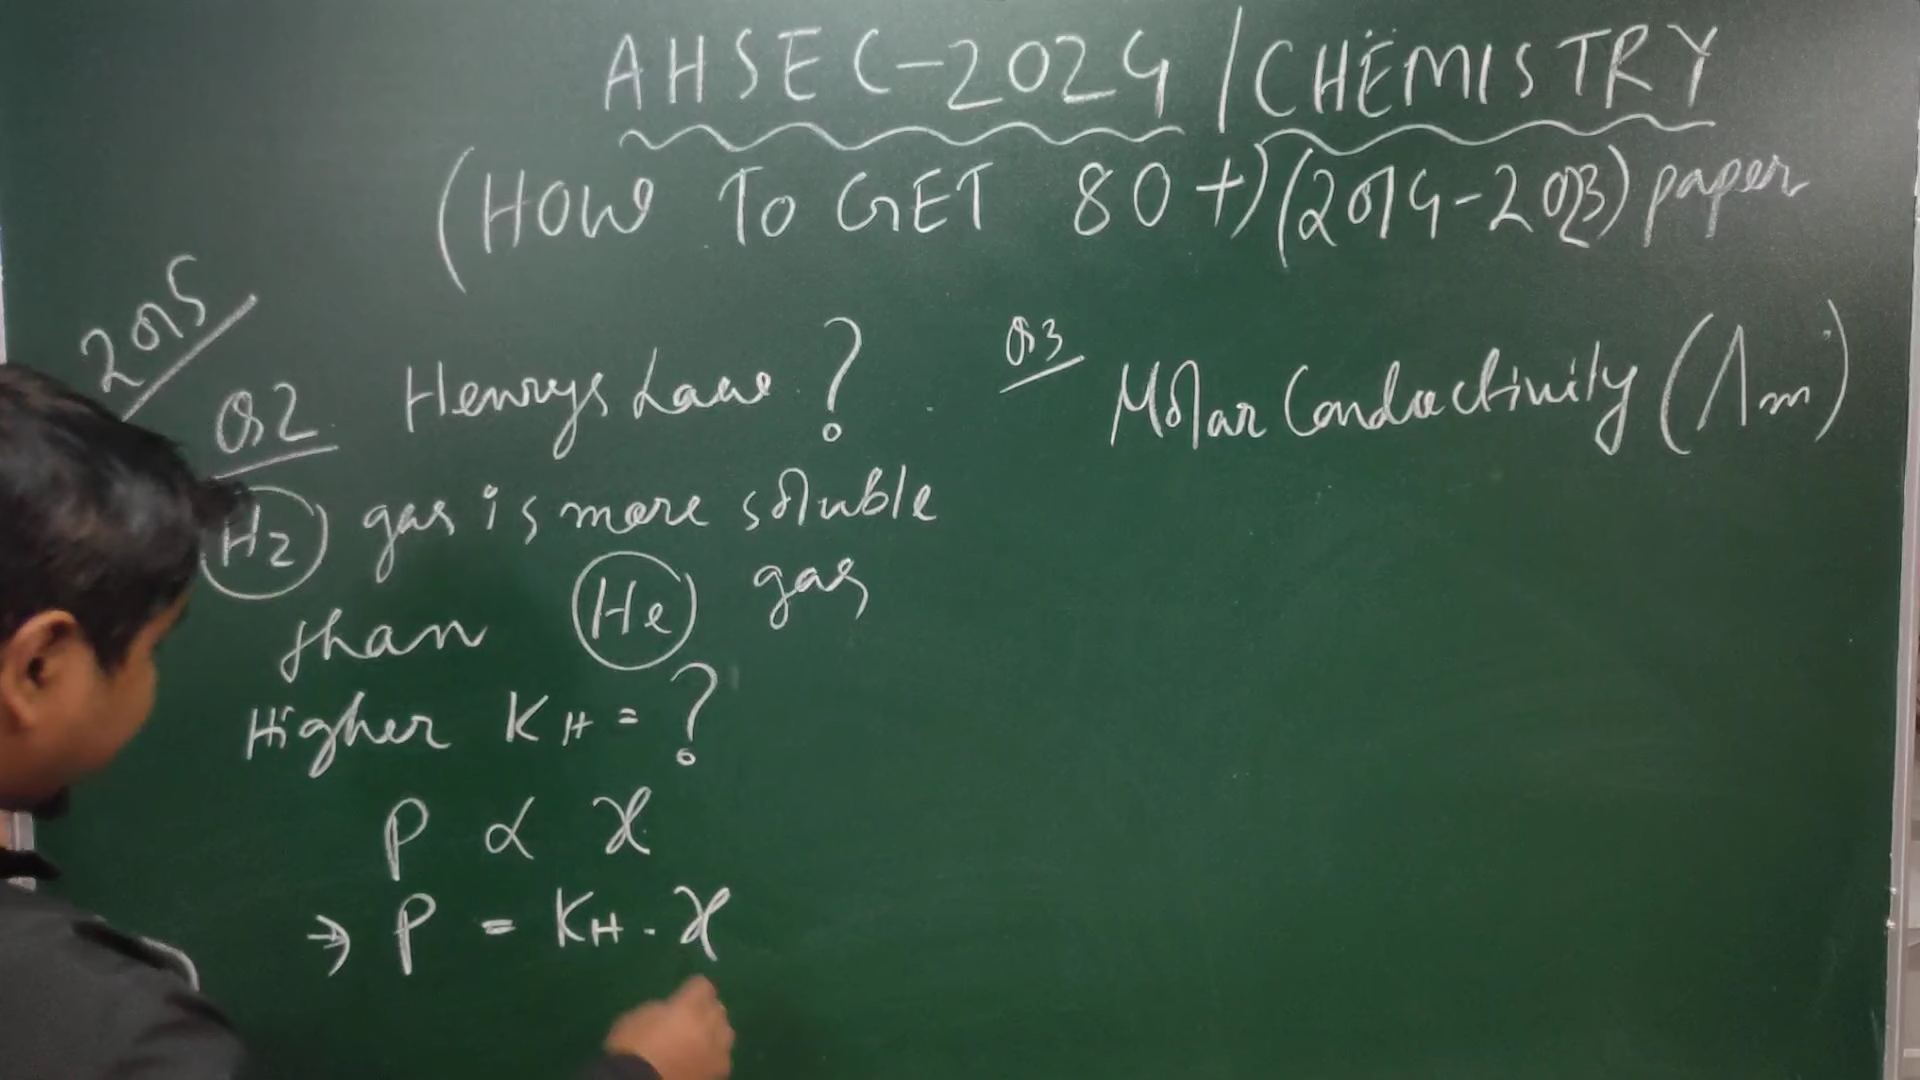 AHSEC-2024/CHEMISTRY
(HOW TO GET 80+)(2014-2023) paper
2015
Q2 Henrys Law ?
H2 gas is more soluble
than He gas
Higher KH = ?
P ∝ x
→ P = KH . x
Q3
Molar Conductivity (Λm)